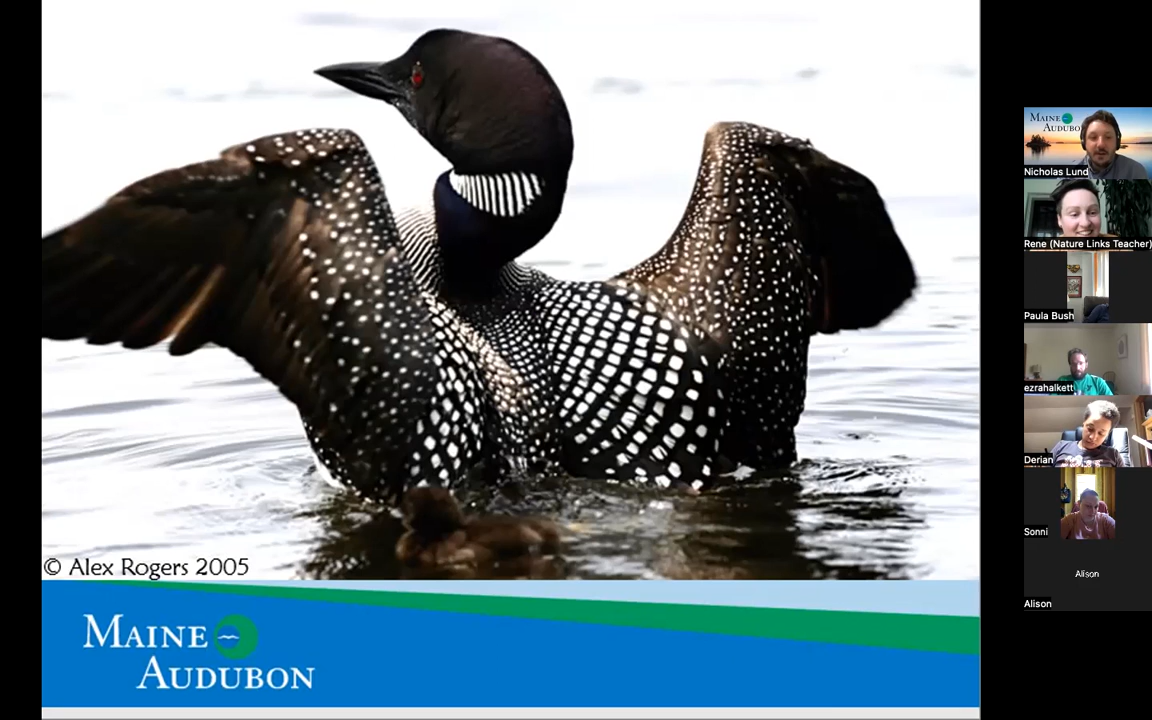 © Alex Rogers 2005
MAINE
AUDUBON
MAINE
AUDUBO
Nicholas Lund
Rene (Nature Links Teacher)
Paula Bush
ezrahalkett
Derian
Sonni
Alison
Alison